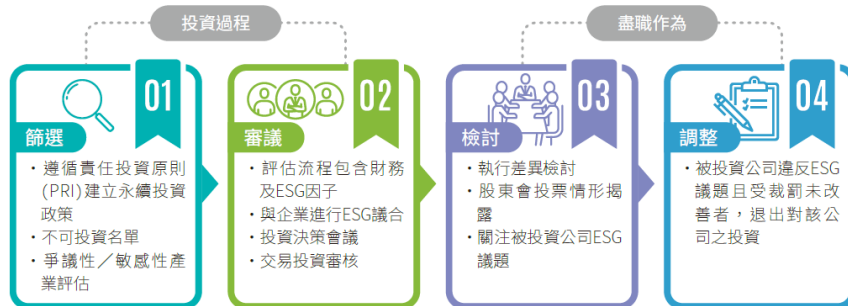 投資過程
盡職作為
01
篩選
・遵循責任投資原則
(PRI)建立永續投資
政策
・不可投資名單
・爭議性／敏感性產
業評估
02
審議
・評估流程包含財務
及ESG因子
・與企業進行ESG議合
・投資決策會議
・交易投資審核
03
檢討
・執行差異檢討
・股東會投票情形揭
露
・關注被投資公司ESG
議題
04
調整
・被投資公司違反ESG
議題且受裁罰未改
善者，退出對該公
司之投資